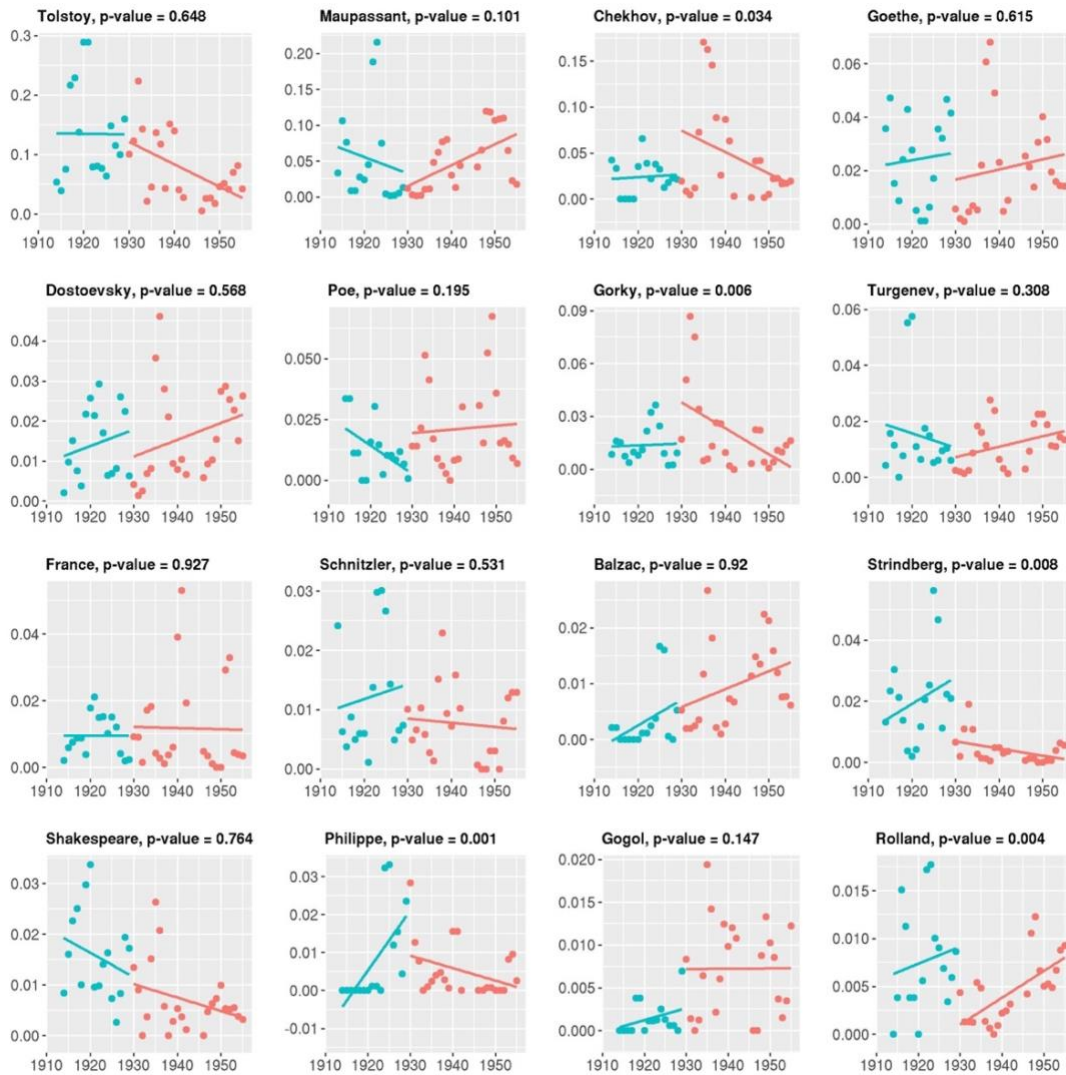 Tolstoy, p-value = 0.648
0.3
0.2
0.1
0.0
1910 1920 1930 1940 1950
Maupassant, p-value = 0.101
0.20
0.15
0.10
0.05
0.00
1910 1920 1930 1940 1950
Chekhov, p-value = 0.034
0.15
0.10
0.05
0.00
1910 1920 1930 1940 1950
Goethe, p-value = 0.615
0.06
0.04
0.02
0.00
1910 1920 1930 1940 1950
Dostoevsky, p-value = 0.568
0.04
0.03
0.02
0.01
0.00
1910 1920 1930 1940 1950
Poe, p-value = 0.195
0.050
0.025
0.000
1910 1920 1930 1940 1950
Gorky, p-value = 0.006
0.09
0.06
0.03
0.00
1910 1920 1930 1940 1950
Turgenev, p-value = 0.308
0.06
0.04
0.02
0.00
1910 1920 1930 1940 1950
France, p-value = 0.927
0.04
0.02
0.00
1910 1920 1930 1940 1950
Schnitzler, p-value = 0.531
0.03
0.02
0.01
0.00
1910 1920 1930 1940 1950
Balzac, p-value = 0.92
0.02
0.01
0.00
1910 1920 1930 1940 1950
Strindberg, p-value = 0.008
0.04
0.02
0.00
1910 1920 1930 1940 1950
Shakespeare, p-value = 0.764
0.03
0.02
0.01
0.00
1910 1920 1930 1940 1950
Philippe, p-value = 0.001
0.03
0.02
0.01
0.00
-0.01
1910 1920 1930 1940 1950
Gogol, p-value = 0.147
0.020
0.015
0.010
0.005
0.000
1910 1920 1930 1940 1950
Rolland, p-value = 0.004
0.015
0.010
0.005
0.000
1910 1920 1930 1940 1950